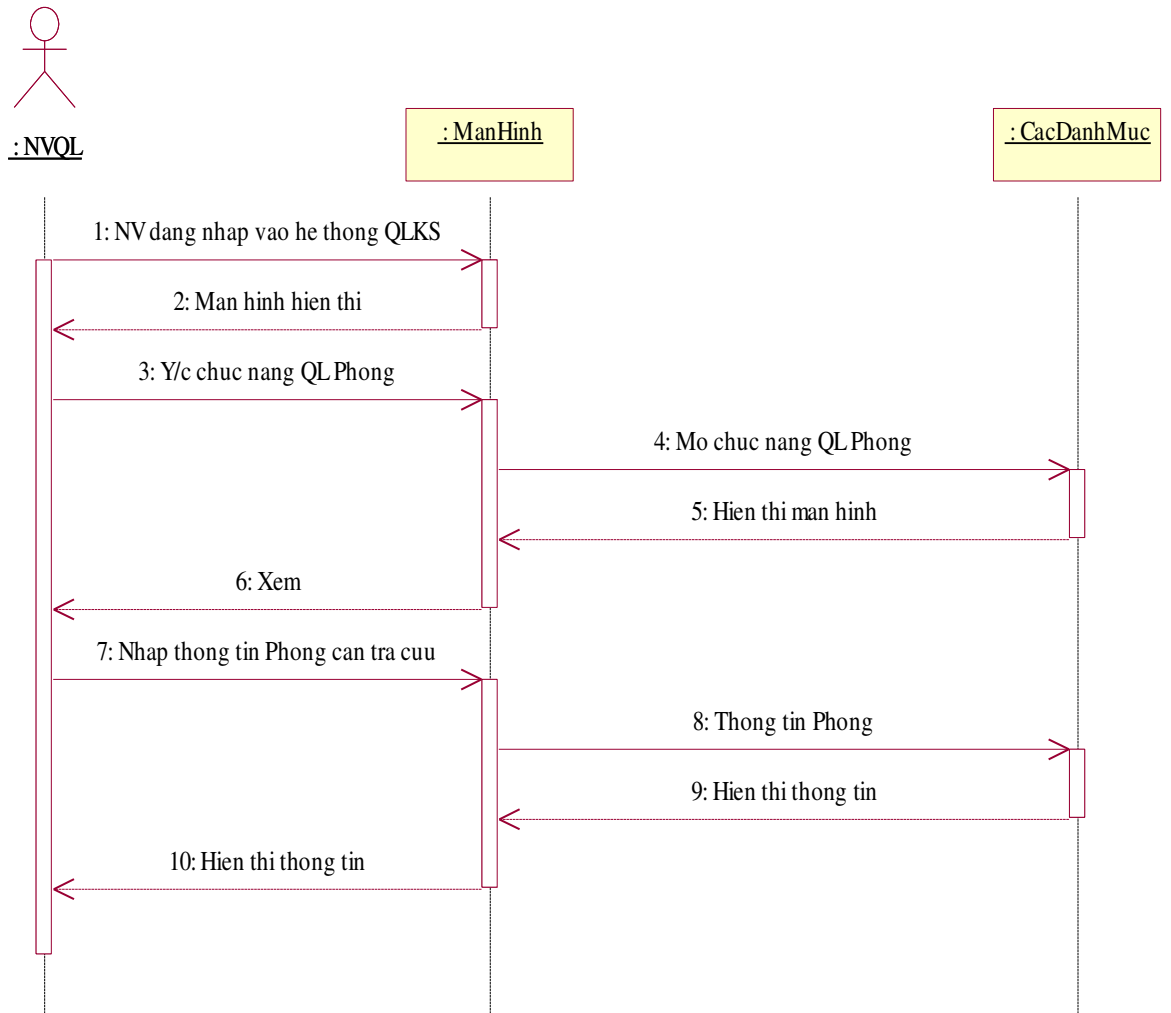 : NVQL
: ManHinh
: CacDanhMuc
1: NV dang nhap vao he thong QLKS
2: Man hinh hien thi
3: Y/c chuc nang QL Phong
4: Mo chuc nang QL Phong
5: Hien thi man hinh
6: Xem
7: Nhap thong tin Phong can tra cuu
8: Thong tin Phong
9: Hien thi thong tin
10: Hien thi thong tin